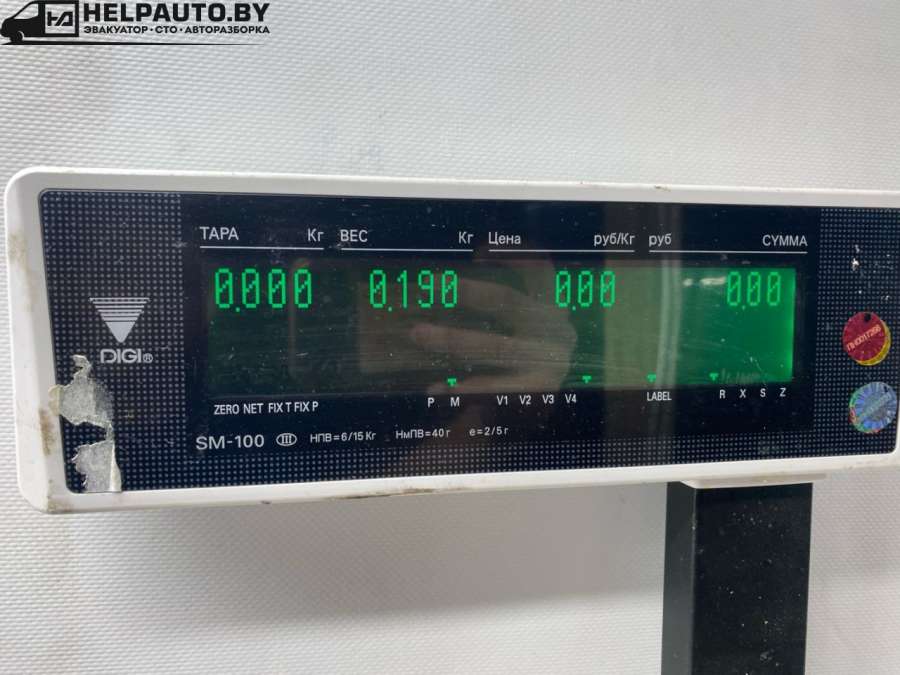 HELPAUTO.BY
ЭВАКУАТОР · СТО · АВТОРАЗБОРКА
ТАРА Кг ВЕС Кг Цена руб/Кг руб СУММА
0.000 0.190 0.00 0.00
DIGI®
ZERO NET FIX T FIX P P M V1 V2 V3 V4 LABEL R X S Z
SM-100 III НПВ=6/15 Кг НмПВ=40 г е=2/5 г